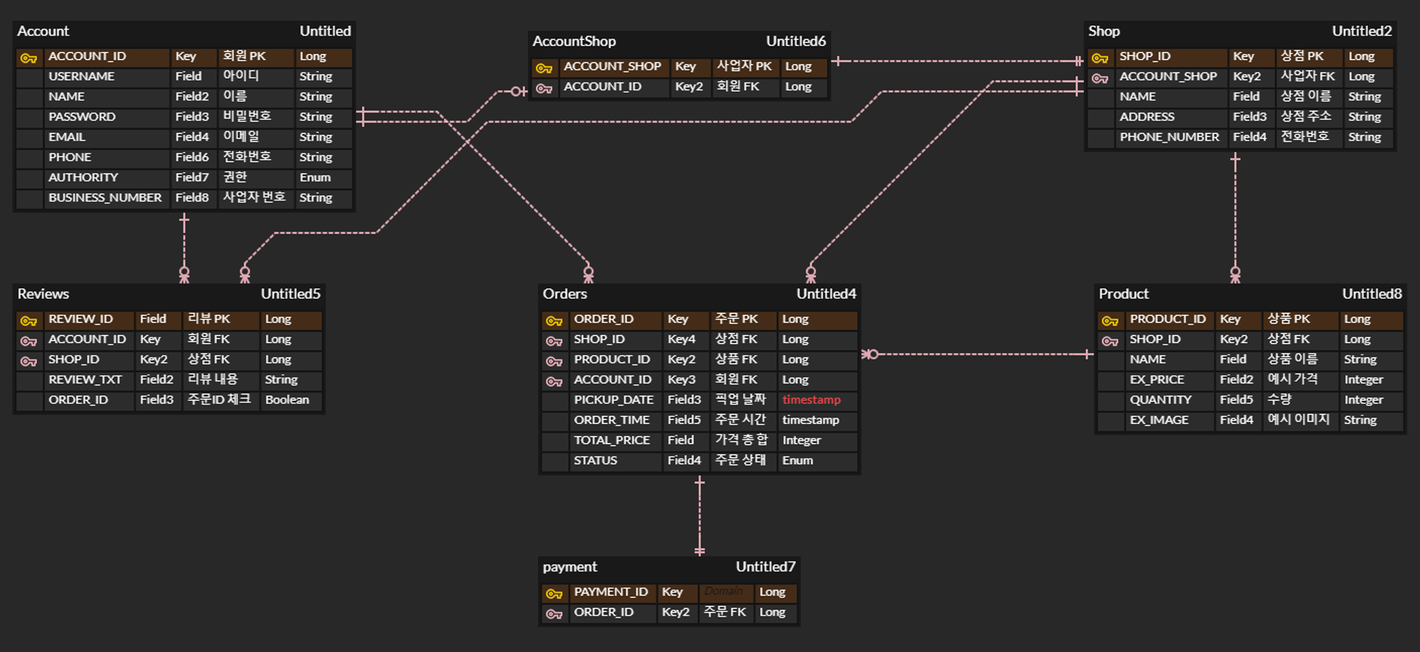 Account Untitled
ACCOUNT_ID Key 회원 PK Long
USERNAME Field 아이디 String
NAME Field2 이름 String
PASSWORD Field3 비밀번호 String
EMAIL Field4 이메일 String
PHONE Field6 전화번호 String
AUTHORITY Field7 권한 Enum
BUSINESS_NUMBER Field8 사업자 번호 String
AccountShop Untitled6
ACCOUNT_SHOP Key 사업자 PK Long
ACCOUNT_ID Key2 회원 FK Long
Shop Untitled2
SHOP_ID Key 상점 PK Long
ACCOUNT_SHOP Key2 사업자 FK Long
NAME Field 상점 이름 String
ADDRESS Field3 상점 주소 String
PHONE_NUMBER Field4 전화번호 String
Reviews Untitled5
REVIEW_ID Field 리뷰 PK Long
ACCOUNT_ID Key 회원 FK Long
SHOP_ID Key2 상점 FK Long
REVIEW_TXT Field2 리뷰 내용 String
ORDER_ID Field3 주문ID 체크 Boolean
Orders Untitled4
ORDER_ID Key 주문 PK Long
SHOP_ID Key4 상점 FK Long
PRODUCT_ID Key2 상품 FK Long
ACCOUNT_ID Key3 회원 FK Long
PICKUP_DATE Field3 픽업 날짜 timestamp
ORDER_TIME Field5 주문 시간 timestamp
TOTAL_PRICE Field 가격 총 합 Integer
STATUS Field4 주문 상태 Enum
Product Untitled8
PRODUCT_ID Key 상품 PK Long
SHOP_ID Key2 상점 FK Long
NAME Field 상품 이름 String
EX_PRICE Field2 예시 가격 Integer
QUANTITY Field5 수량 Integer
EX_IMAGE Field4 예시 이미지 String
payment Untitled7
PAYMENT_ID Key Domain Long
ORDER_ID Key2 주문 FK Long